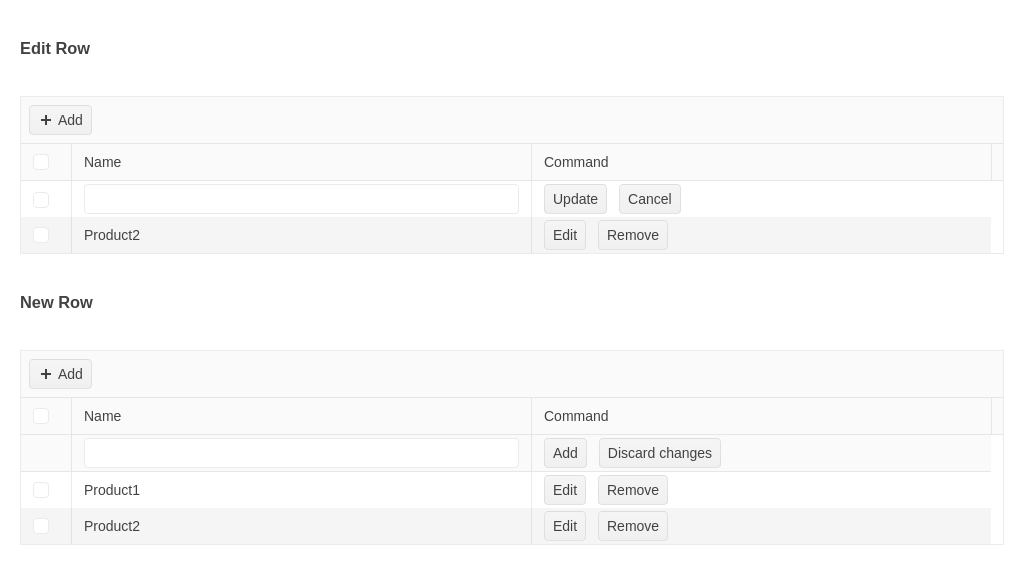 Edit Row
Add
Name Command
Update Cancel
Product2 Edit Remove
New Row
Add
Name Command
Add Discard changes
Product1 Edit Remove
Product2 Edit Remove